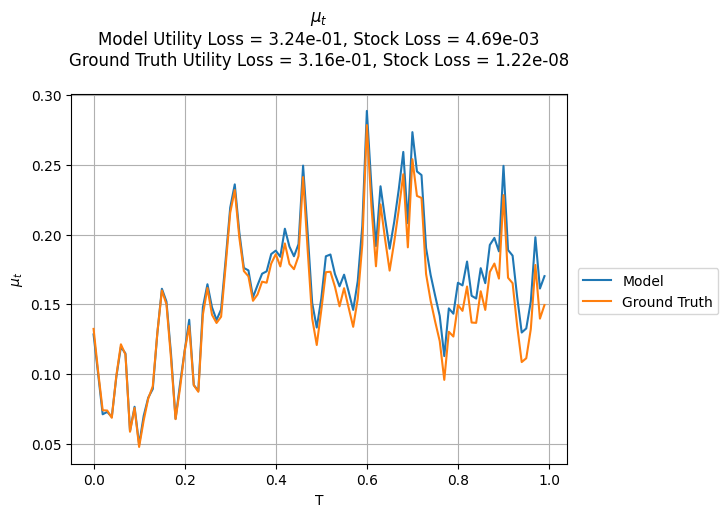 μₜ
Model Utility Loss = 3.24e-01, Stock Loss = 4.69e-03
Ground Truth Utility Loss = 3.16e-01, Stock Loss = 1.22e-08
0.30
0.25
0.20
0.15
0.10
0.05
μₜ
0.0
0.2
0.4
0.6
0.8
1.0
T
Model
Ground Truth